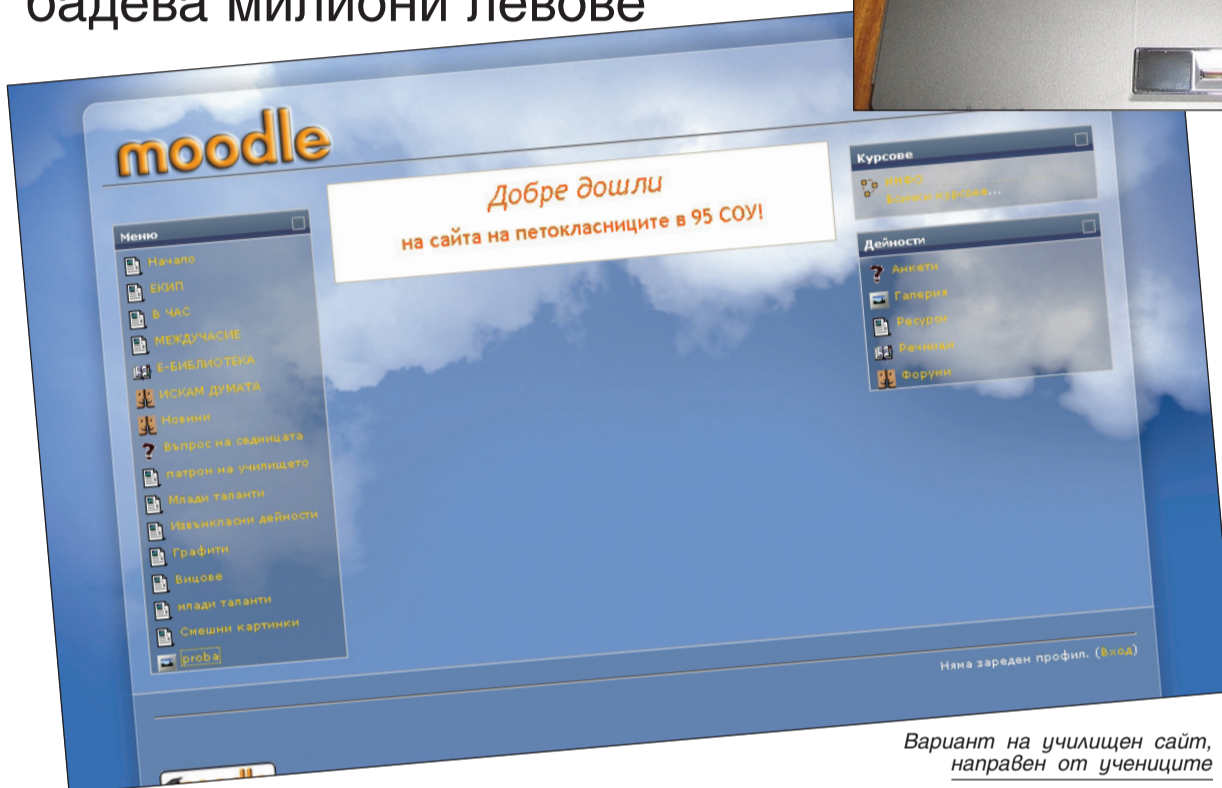 бадева милиони левове
moodle
Добре дошли
на сайта на петокласниците в 95 СОУ!
Меню
Начало
ЕКИП
В ЧАС
МЕЖДУЧАСИЕ
Е-БИБЛИОТЕКА
ИСКАМ ДУМАТА
Новини
Въпрос на седмицата
патрон на училището
Млади таланти
Извънкласни дейности
Графити
Вицове
млади таланти
Смешни картинки
proba
Курсове
Всички курсове...
Дейности
Анкети
Галерия
Ресурси
Речници
Форуми
Няма зареден профил. (Вход)
Вариант на училищен сайт,
направен от учениците